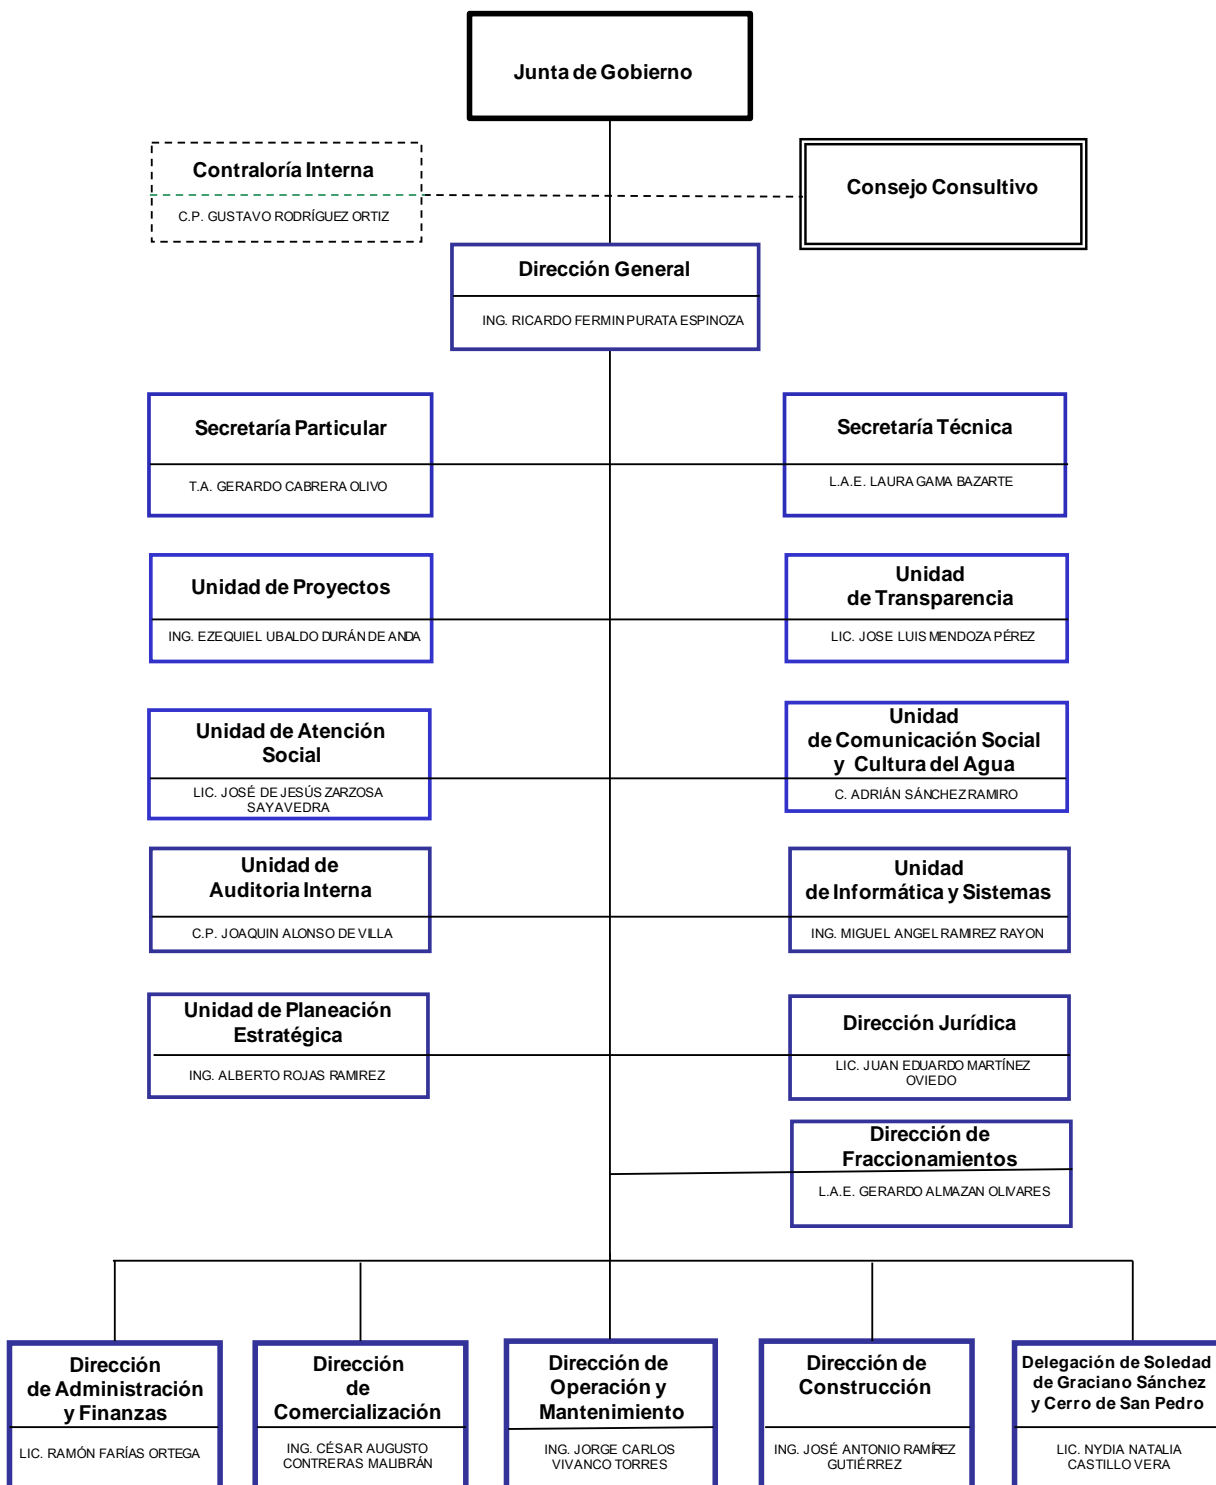 Junta de Gobierno
Contraloría Interna
C.P. GUSTAVO RODRÍGUEZ ORTIZ
Consejo Consultivo
Dirección General
ING. RICARDO FERMIN PURATA ESPINOZA
Secretaría Particular
T.A. GERARDO CABRERA OLIVO
Secretaría Técnica
L.A.E. LAURA GAMA BAZARTE
Unidad de Proyectos
ING. EZEQUIEL UBALDO DURÁN DE ANDA
Unidad
de Transparencia
LIC. JOSE LUIS MENDOZA PÉREZ
Unidad de Atención
Social
LIC. JOSÉ DE JESÚS ZARZOSA
SAYAVEDRA
Unidad
de Comunicación Social
y Cultura del Agua
C. ADRIÁN SÁNCHEZ RAMIRO
Unidad de
Auditoria Interna
C.P. JOAQUIN ALONSO DE VILLA
Unidad
de Informática y Sistemas
ING. MIGUEL ANGEL RAMIREZ RAYON
Unidad de Planeación
Estratégica
ING. ALBERTO ROJAS RAMIREZ
Dirección Jurídica
LIC. JUAN EDUARDO MARTÍNEZ
OVIEDO
Dirección de
Fraccionamientos
L.A.E. GERARDO ALMAZAN OLIVARES
Dirección
de Administración
y Finanzas
LIC. RAMÓN FARÍAS ORTEGA
Dirección
de
Comercialización
ING. CÉSAR AUGUSTO
CONTRERAS MALIBRÁN
Dirección de
Operación y
Mantenimiento
ING. JORGE CARLOS
VIVANCO TORRES
Dirección de
Construcción
ING. JOSÉ ANTONIO RAMÍREZ
GUTIÉRREZ
Delegación de Soledad
de Graciano Sánchez
y Cerro de San Pedro
LIC. NYDIA NATALIA
CASTILLO VERA